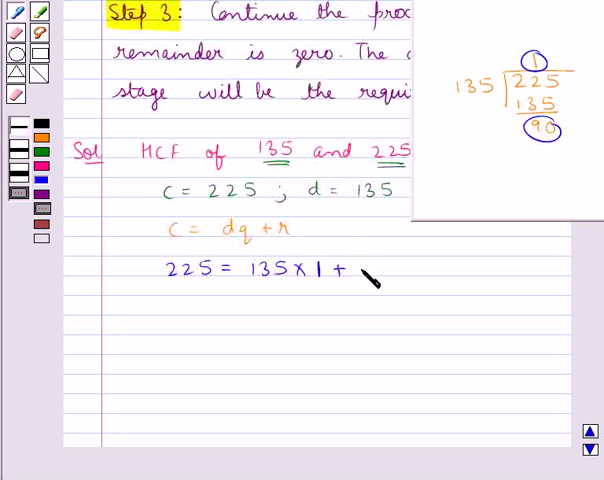 Step 3: Continue the
remainder is zero. The
stage will be the
Sol HCF of 135 and 225
c = 225 ; d = 135
c = dq + r
225 = 135 × 1 +
1
135 225
135
90